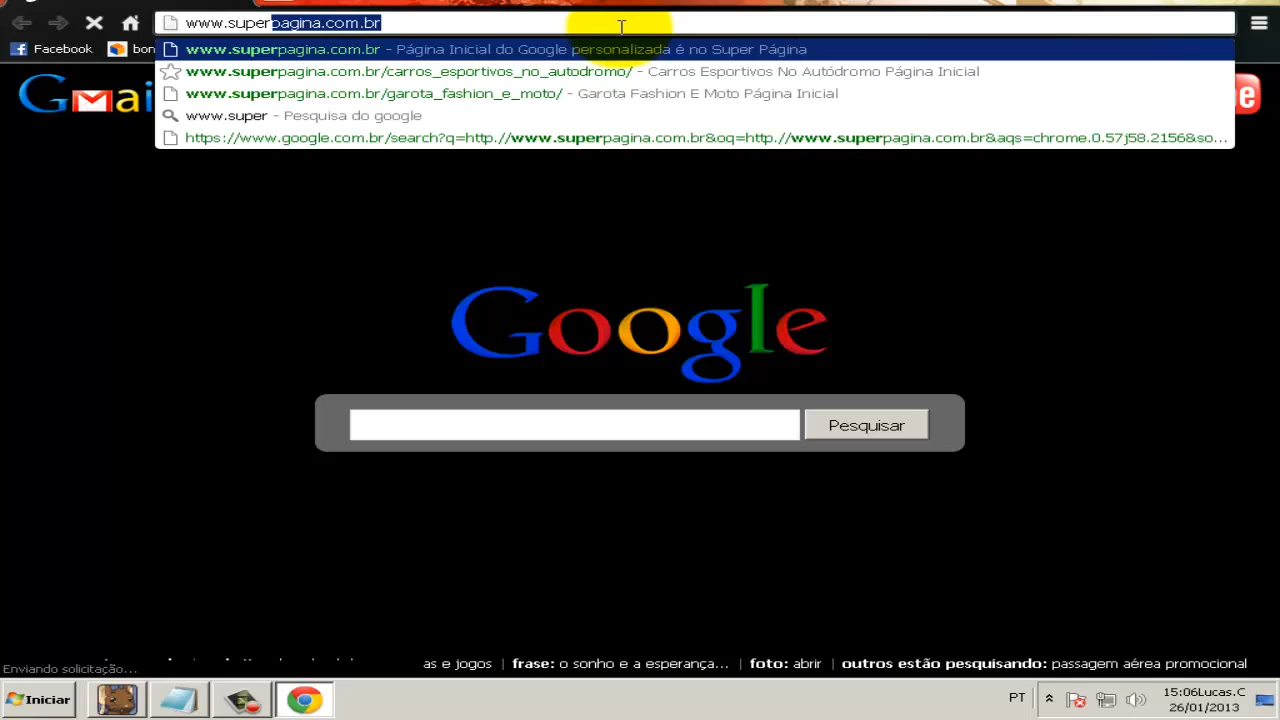 www.superpagina.com.br
Facebook
bon
www.superpagina.com.br - Página Inicial do Google personalizada é no Super Página
www.superpagina.com.br/carros_esportivos_no_autodromo/ - Carros Esportivos No Autódromo Página Inicial
www.superpagina.com.br/garota_fashion_e_moto/ - Garota Fashion E Moto Página Inicial
www.super - Pesquisa do google
https://www.google.com.br/search?q=http.//www.superpagina.com.br&oq=http.//www.superpagina.com.br&aqs=chrome.0.57j58.2156&so...
Gmai
e
Google
Pesquisar
Enviando solicitação...
as e jogos | frase: o sonho e a esperança... | foto: abrir | outros estão pesquisando: passagem aérea promocional
Iniciar
PT
15:06Lucas.C
26/01/2013